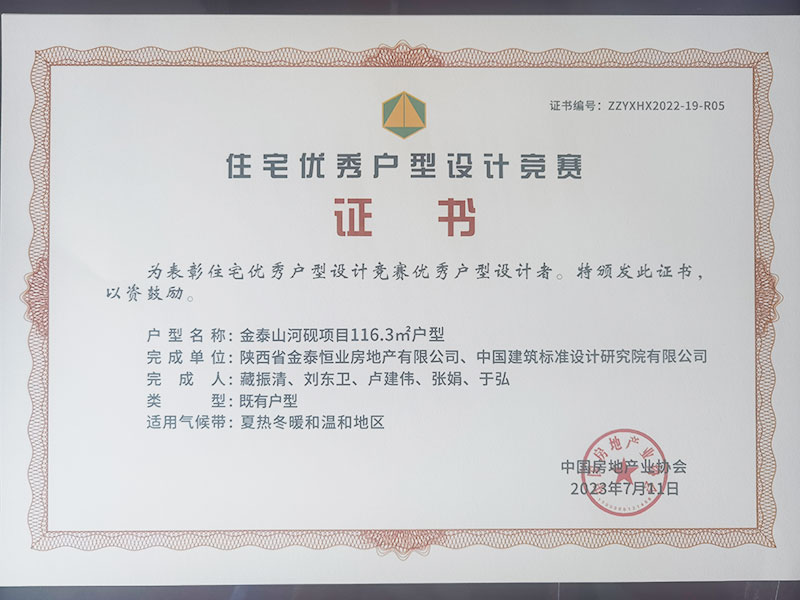 证书编号：ZZYXHX2022-19-R05
住宅优秀户型设计竞赛
证 书
为表彰住宅优秀户型设计竞赛优秀户型设计者。特颁发此证书，
以资鼓励。
户型名称：金泰山河砚项目116.3㎡户型
完成单位：陕西省金泰恒业房地产有限公司、中国建筑标准设计研究院有限公司
完 成 人：藏振清、刘东卫、卢建伟、张娟、于弘
类 型：既有户型
适用气候带：夏热冬暖和温和地区
中国房地产业协会
2023年7月11日